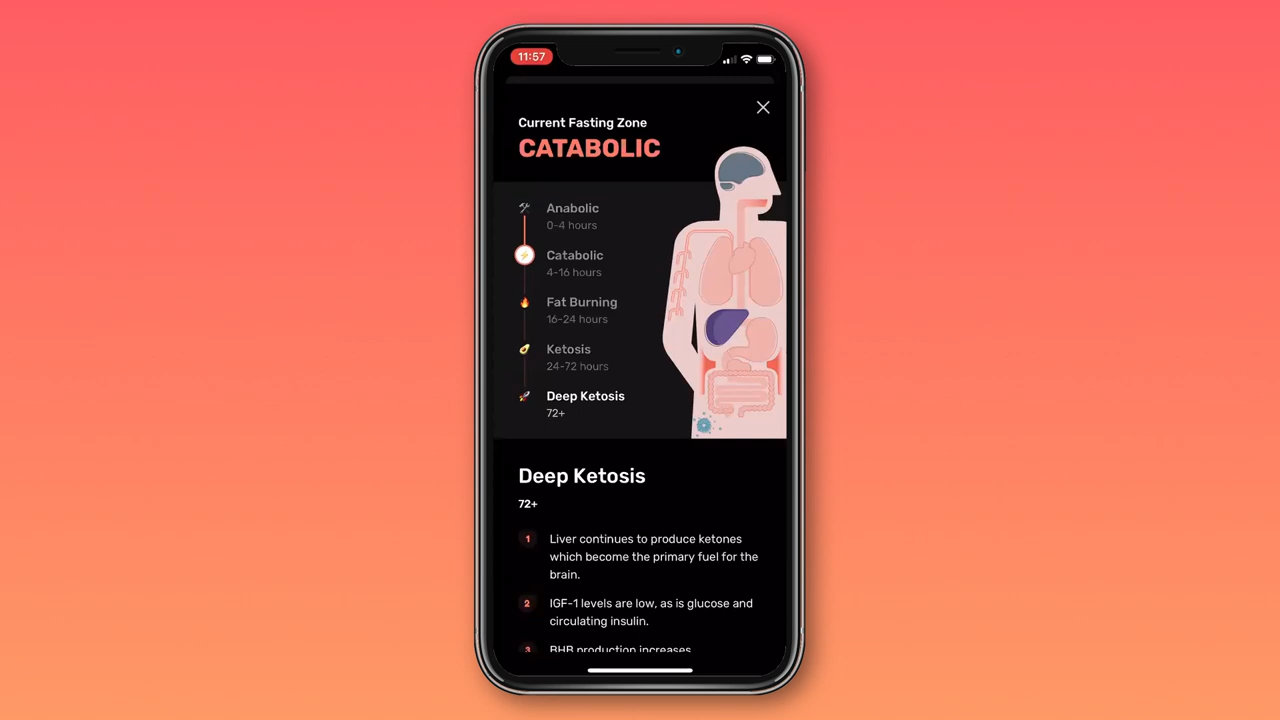 11:57
Current Fasting Zone
CATABOLIC
Anabolic
0-4 hours
Catabolic
4-16 hours
Fat Burning
16-24 hours
Ketosis
24-72 hours
Deep Ketosis
72+
Deep Ketosis
72+
1 Liver continues to produce ketones
which become the primary fuel for the
brain.
2 IGF-1 levels are low, as is glucose and
circulating insulin.
3 BHB production increases